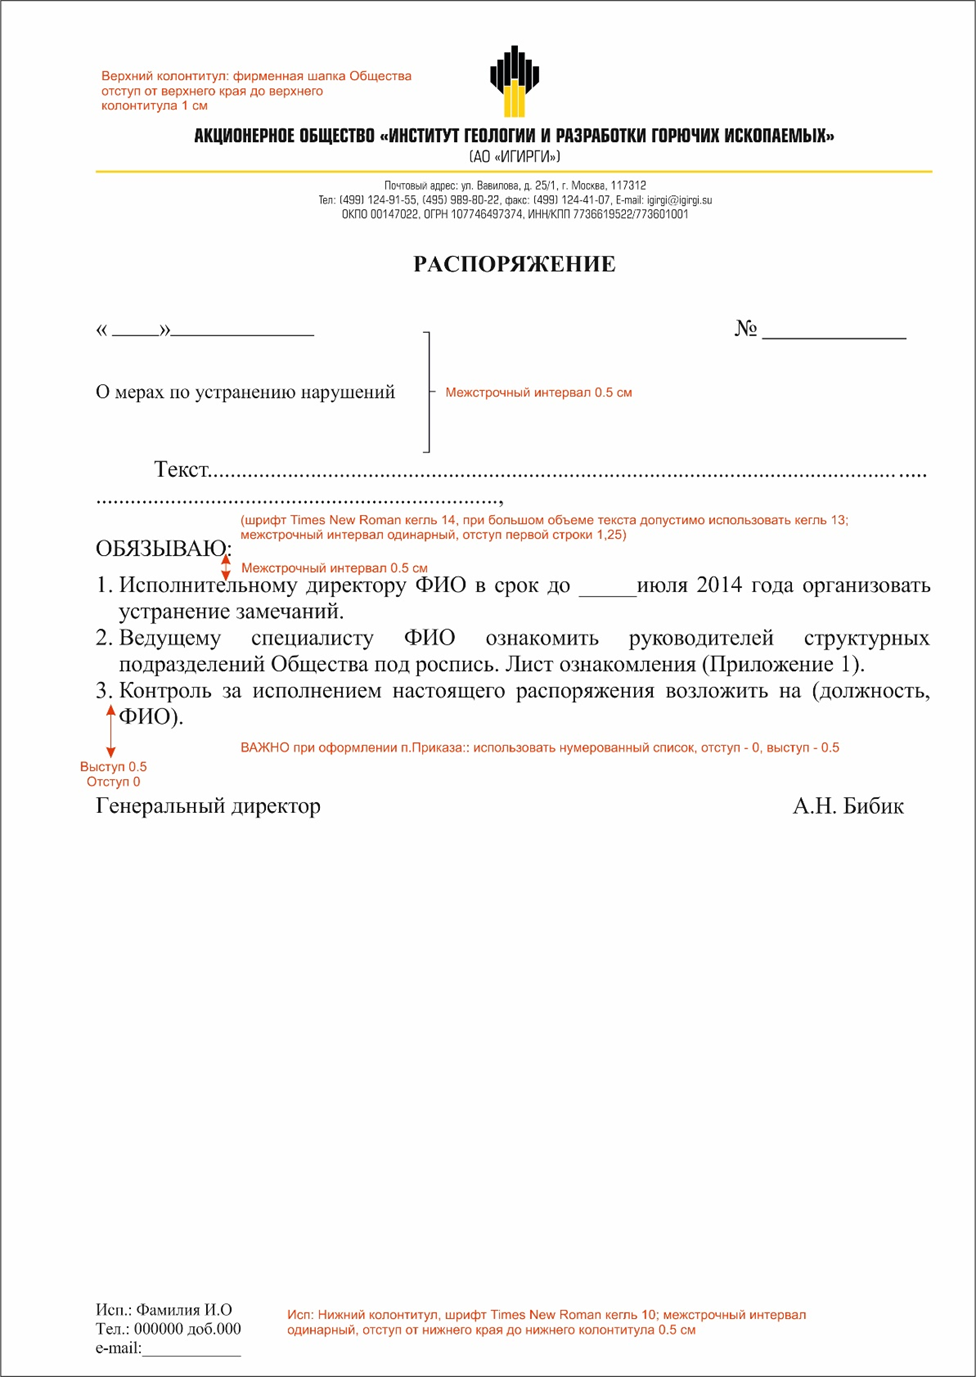 Верхний колонтитул: фирменная шапка Общества
отступ от верхнего края до верхнего
колонтитула 1 см
АКЦИОНЕРНОЕ ОБЩЕСТВО «ИНСТИТУТ ГЕОЛОГИИ И РАЗРАБОТКИ ГОРЮЧИХ ИСКОПАЕМЫХ»
(АО «ИГИРГИ»)
Почтовый адрес: ул. Вавилова, д. 25/1, г. Москва, 117312
Тел: (499) 124-91-55, (495) 989-80-22, факс: (499) 124-41-07, E-mail: igirgi@igirgi.su
ОКПО 00147022, ОГРН 107746497374, ИНН/КПП 7736619522/773601001
РАСПОРЯЖЕНИЕ
« ____»____________ № ____________
О мерах по устранению нарушений
Межстрочный интервал 0.5 см
Текст..............................................................................................................................
......................................................................,
(шрифт Times New Roman кегль 14, при большом объеме текста допустимо использовать кегль 13;
межстрочный интервал одинарный, отступ первой строки 1,25)
ОБЯЗЫВАЮ:
Межстрочный интервал 0.5 см
1. Исполнительному директору ФИО в срок до _____июля 2014 года организовать
устранение замечаний.
2. Ведущему специалисту ФИО ознакомить руководителей структурных
подразделений Общества под роспись. Лист ознакомления (Приложение 1).
3. Контроль за исполнением настоящего распоряжения возложить на (должность,
ФИО).
ВАЖНО при оформлении п.Приказа:: использовать нумерованный список, отступ - 0, выступ - 0.5
Выступ 0.5
Отступ 0
Генеральный директор А.Н. Бибик
Исп.: Фамилия И.О
Тел.: 000000 доб.000
e-mail:____________
Исп: Нижний колонтитул, шрифт Times New Roman кегль 10; межстрочный интервал
одинарный, отступ от нижнего края до нижнего колонтитула 0.5 см